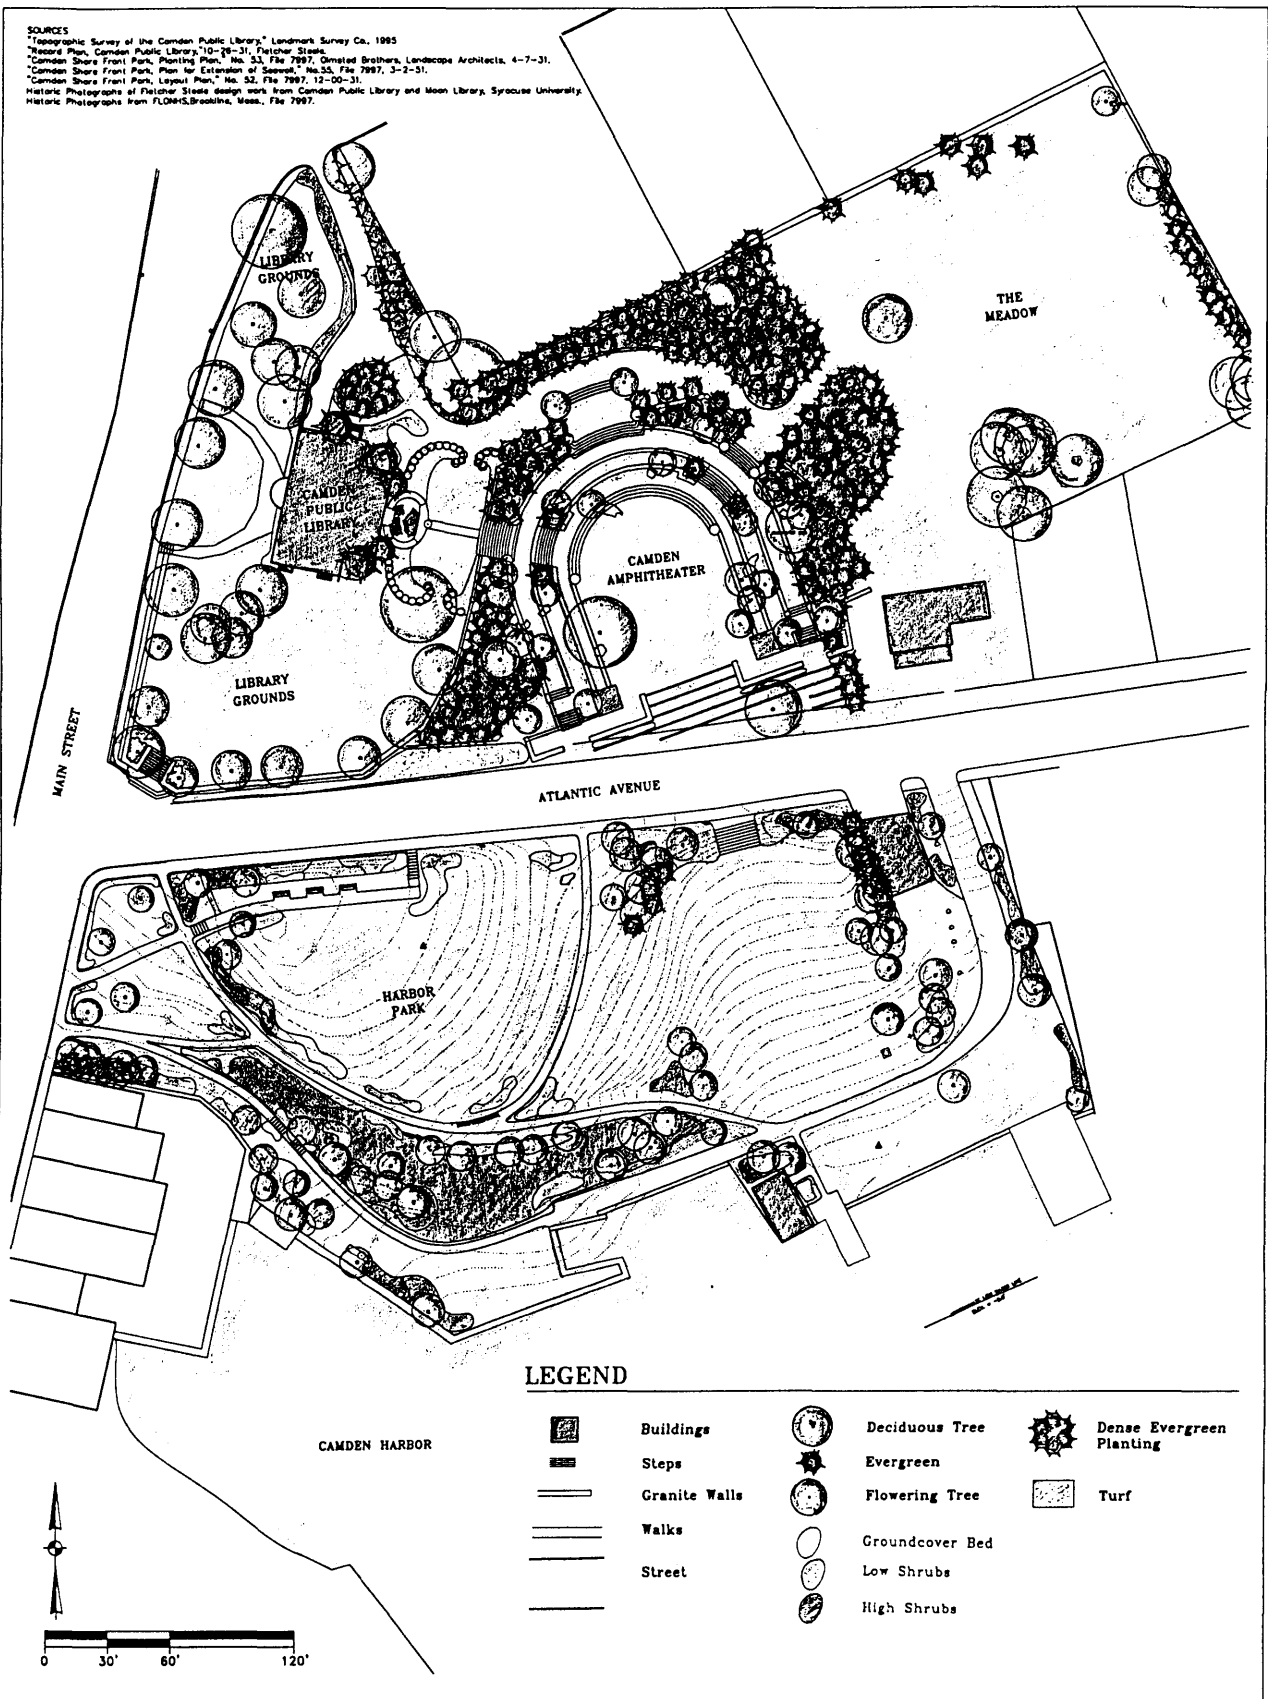 SOURCES
"Topographic Survey of the Camden Public Library," Landmark Survey Co., 1995
"Record Plan, Camden Public Library,"10-28-31, Fletcher Steele.
"Camden Shore Front Park, Planting Plan," No. 53, File 7997, Olmsted Brothers, Landscape Architects, 4-7-31.
"Camden Shore Front Park, Plan for Extension of Seawall," No.55, File 7997, 3-2-51.
"Camden Shore Front Park, Layout Plan," No. 52, File 7997, 12-00-31.
Historic Photographs of Fletcher Steele design work from Camden Public Library and Moon Library, Syracuse University.
Historic Photographs from FLONHS,Brookline, Mass., File 7997.
LIBRARY
GROUNDS
THE
MEADOW
CAMDEN
PUBLIC
LIBRARY
CAMDEN
AMPHITHEATER
LIBRARY
GROUNDS
MAIN STREET
ATLANTIC AVENUE
HARBOR
PARK
CAMDEN HARBOR
LEGEND
Buildings
Steps
Granite Walls
Walks
Street
Deciduous Tree
Evergreen
Flowering Tree
Groundcover Bed
Low Shrubs
High Shrubs
Dense Evergreen
Planting
Turf
0 30' 60' 120'